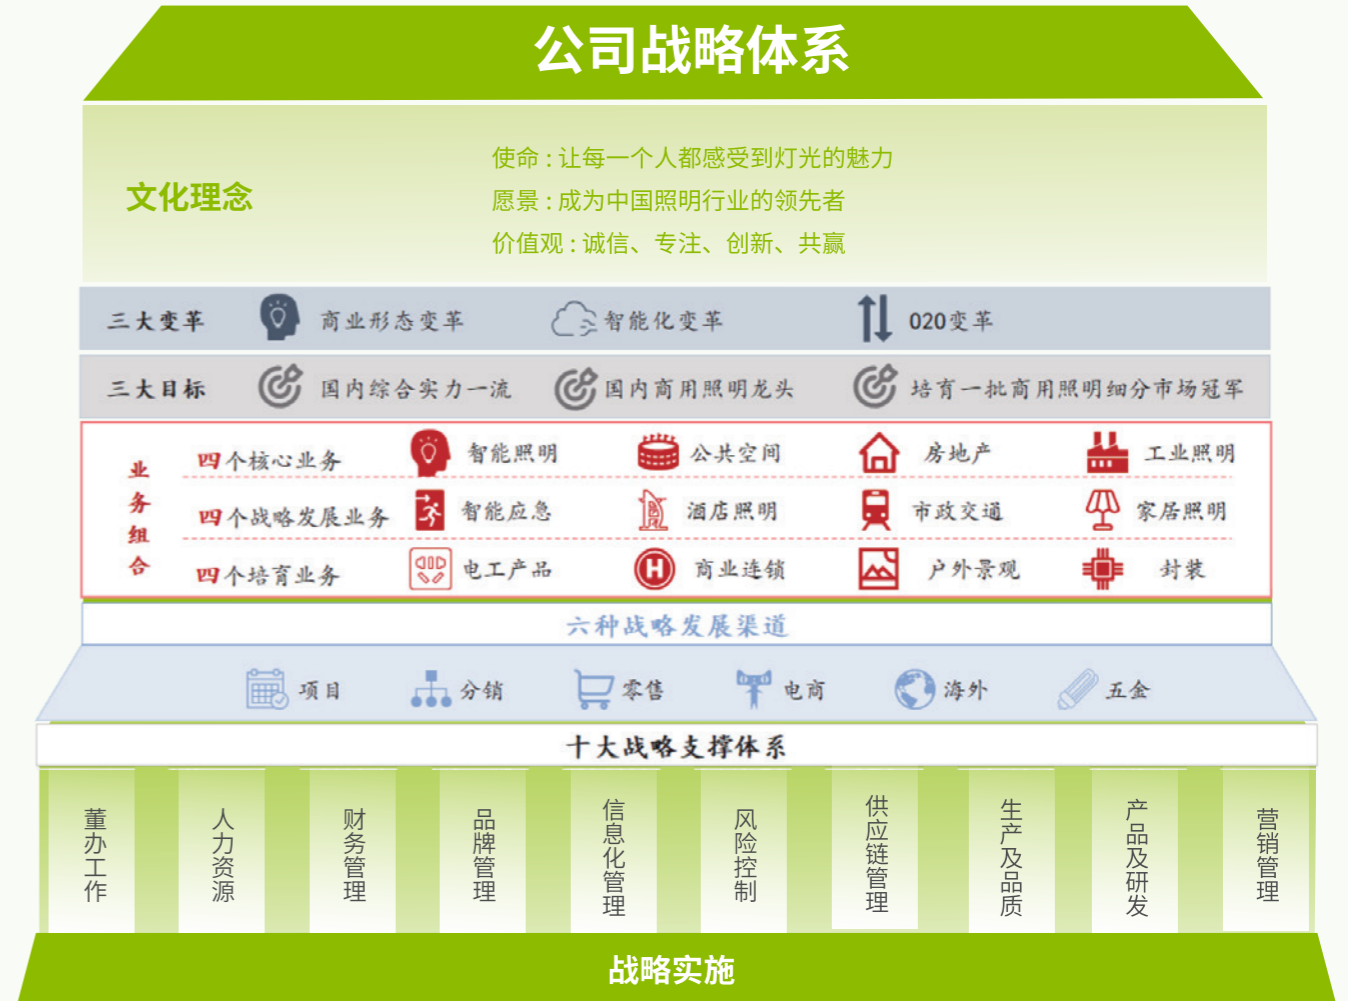 公司战略体系
文化理念
使命 : 让每一个人都感受到灯光的魅力
愿景 : 成为中国照明行业的领先者
价值观 : 诚信、专注、创新、共赢
三大变革 商业形态变革 智能化变革 020变革
三大目标 国内综合实力一流 国内商用照明龙头 培育一批商用照明细分市场冠军
业务组合
四个核心业务 智能照明 公共空间 房地产 工业照明
四个战略发展业务 智能应急 酒店照明 市政交通 家居照明
四个培育业务 电工产品 商业连锁 户外景观 封装
六种战略发展渠道
项目 分销 零售 电商 海外 五金
十大战略支撑体系
董办工作
人力资源
财务管理
品牌管理
信息化管理
风险控制
供应链管理
生产及品质
产品及研发
营销管理
战略实施